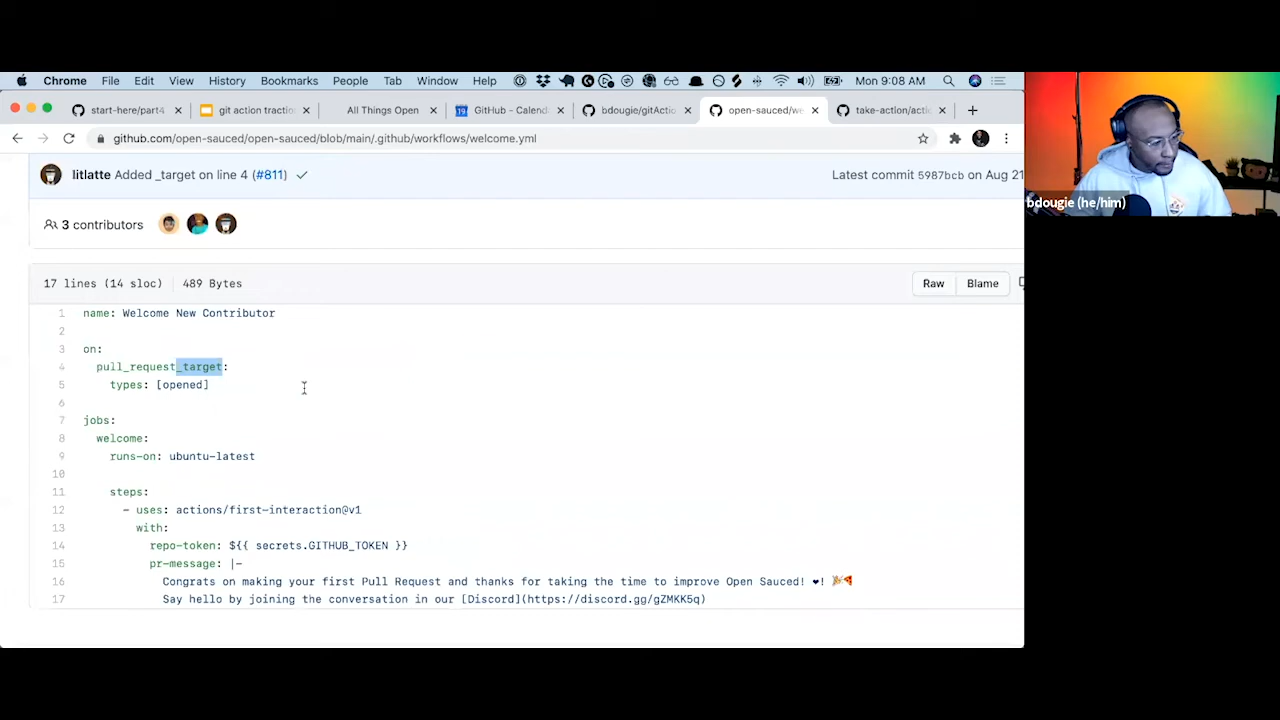 Chrome File Edit View History Bookmarks People Tab Window Help Mon 9:08 AM
start-here/part4 git action tractio All Things Open GitHub - Calend bdougie/gitActio open-sauced/we take-action/actic
github.com/open-sauced/open-sauced/blob/main/.github/workflows/welcome.yml
litlatte Added _target on line 4 (#811) Latest commit 5987bcb on Aug 21
3 contributors
17 lines (14 sloc) 489 Bytes Raw Blame
1 name: Welcome New Contributor
2
3 on:
4 pull_request_target:
5 types: [opened]
6
7 jobs:
8 welcome:
9 runs-on: ubuntu-latest
10
11 steps:
12 - uses: actions/first-interaction@v1
13 with:
14 repo-token: ${{ secrets.GITHUB_TOKEN }}
15 pr-message: |-
16 Congrats on making your first Pull Request and thanks for taking the time to improve Open Sauced! ❤️! 🎉🍕
17 Say hello by joining the conversation in our [Discord](https://discord.gg/gZMKK5q)
bdougie (he/him)